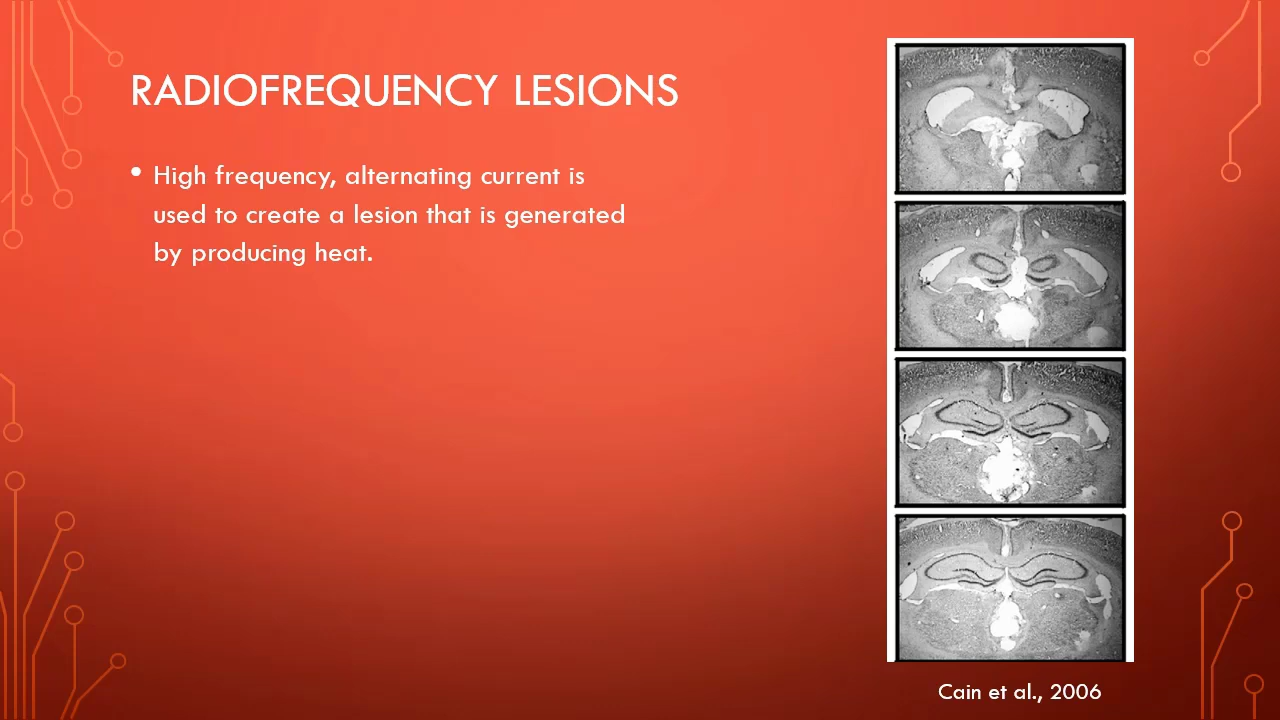 RADIOFREQUENCY LESIONS
• High frequency, alternating current is
used to create a lesion that is generated
by producing heat.
Cain et al., 2006